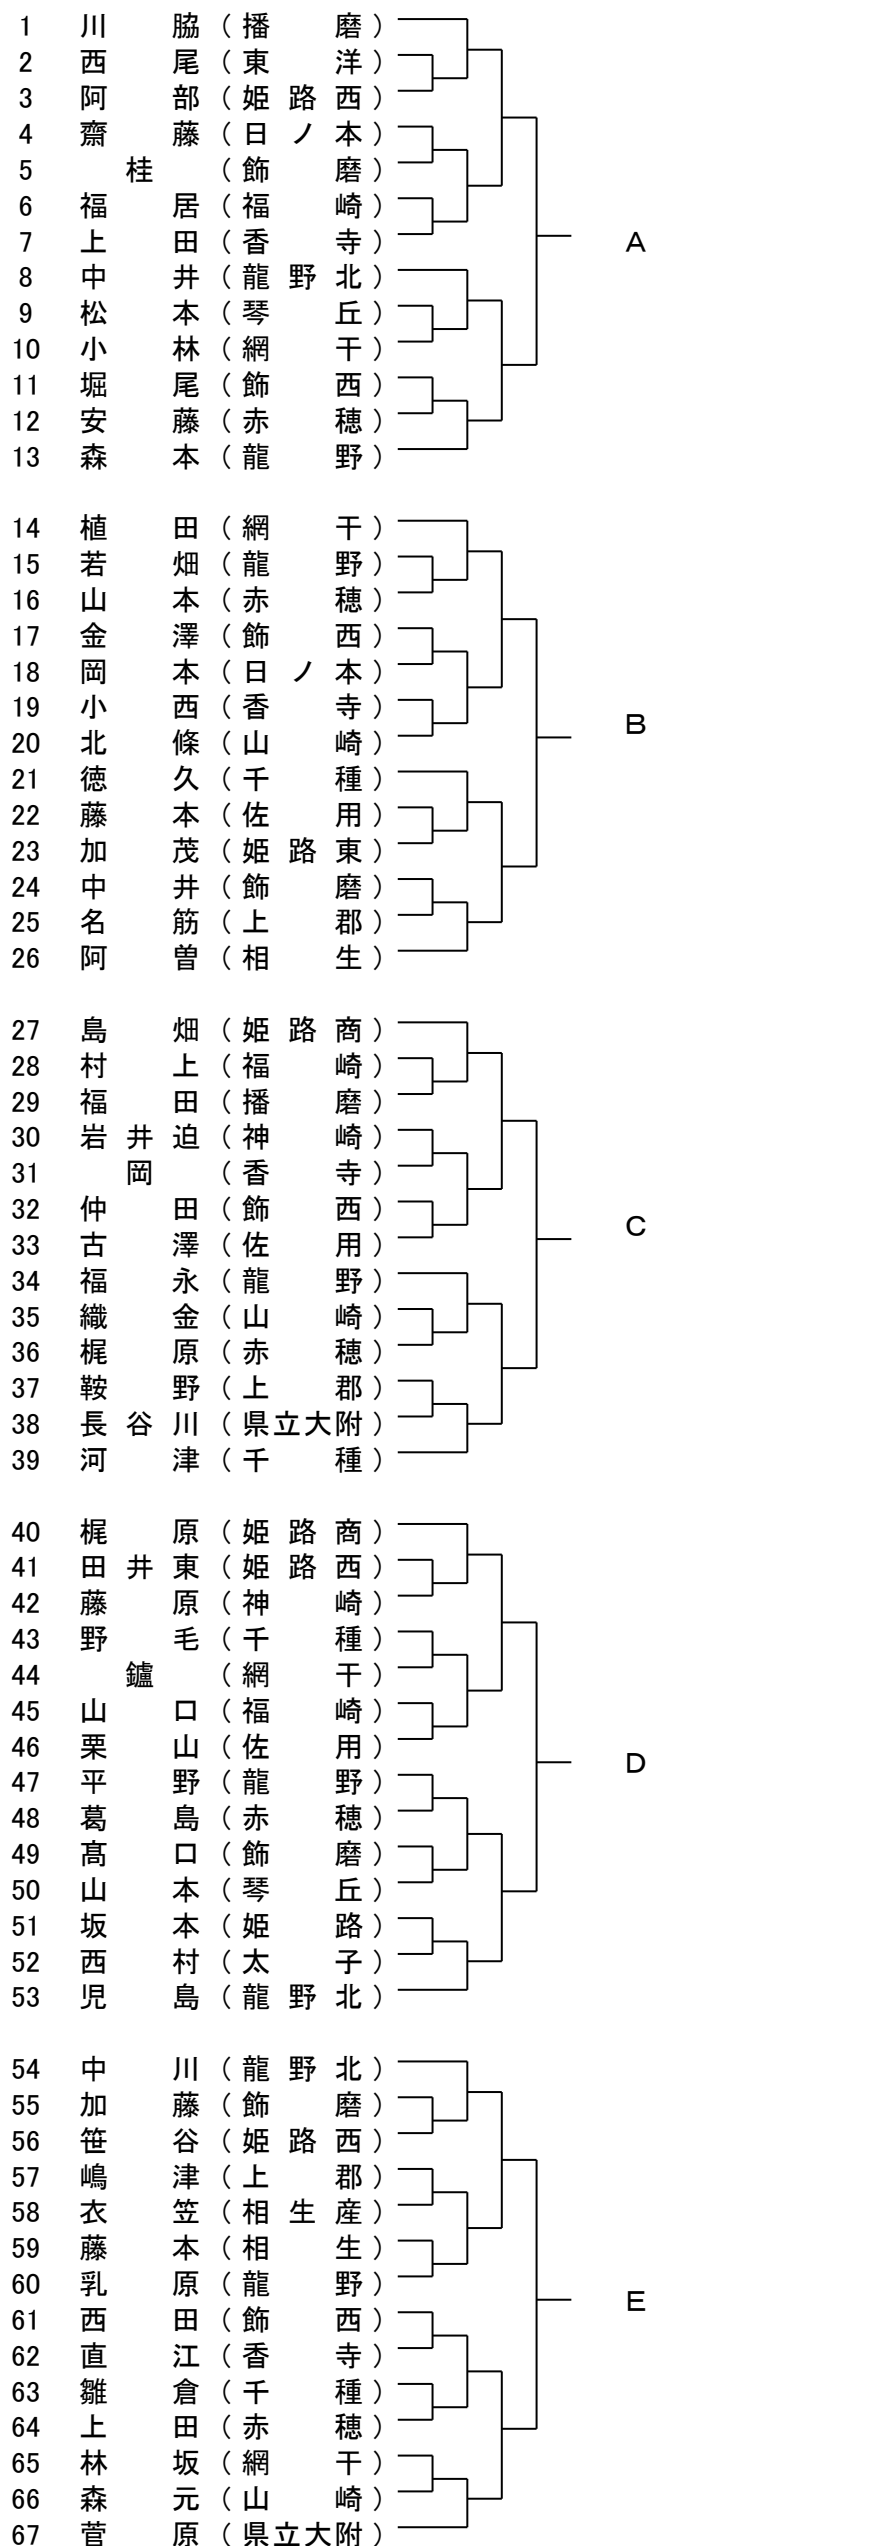 1 川脇（播磨）
2 西尾（東洋）
3 阿部（姫路西）
4 齋藤（日ノ本）
5 桂（飾磨）
6 福居（福崎）
7 上田（香寺）
A
8 中井（龍野北）
9 松本（琴丘）
10 小林（網干）
11 堀尾（飾西）
12 安藤（赤穂）
13 森本（龍野）
14 植田（網干）
15 若畑（龍野）
16 山本（赤穂）
17 金澤（飾西）
18 岡本（日ノ本）
19 小西（香寺）
B
20 北條（山崎）
21 徳久（千種）
22 藤本（佐用）
23 加茂（姫路東）
24 中井（飾磨）
25 名筋（上郡）
26 阿曽（相生）
27 島畑（姫路商）
28 村上（福崎）
29 福田（播磨）
30 岩井迫（神崎）
31 岡（香寺）
32 仲田（飾西）
C
33 古澤（佐用）
34 福永（龍野）
35 織金（山崎）
36 梶原（赤穂）
37 鞍野（上郡）
38 長谷川（県立大附）
39 河津（千種）
40 梶原（姫路商）
41 田井東（姫路西）
42 藤原（神崎）
43 野毛（千種）
44 鑪（網干）
45 山口（福崎）
46 栗山（佐用）
D
47 平野（龍野）
48 葛島（赤穂）
49 髙口（飾磨）
50 山本（琴丘）
51 坂本（姫路）
52 西村（太子）
53 児島（龍野北）
54 中川（龍野北）
55 加藤（飾磨）
56 笹谷（姫路西）
57 嶋津（上郡）
58 衣笠（相生産）
59 藤本（相生）
60 乳原（龍野）
E
61 西田（飾西）
62 直江（香寺）
63 雛倉（千種）
64 上田（赤穂）
65 林坂（網干）
66 森元（山崎）
67 菅原（県立大附）